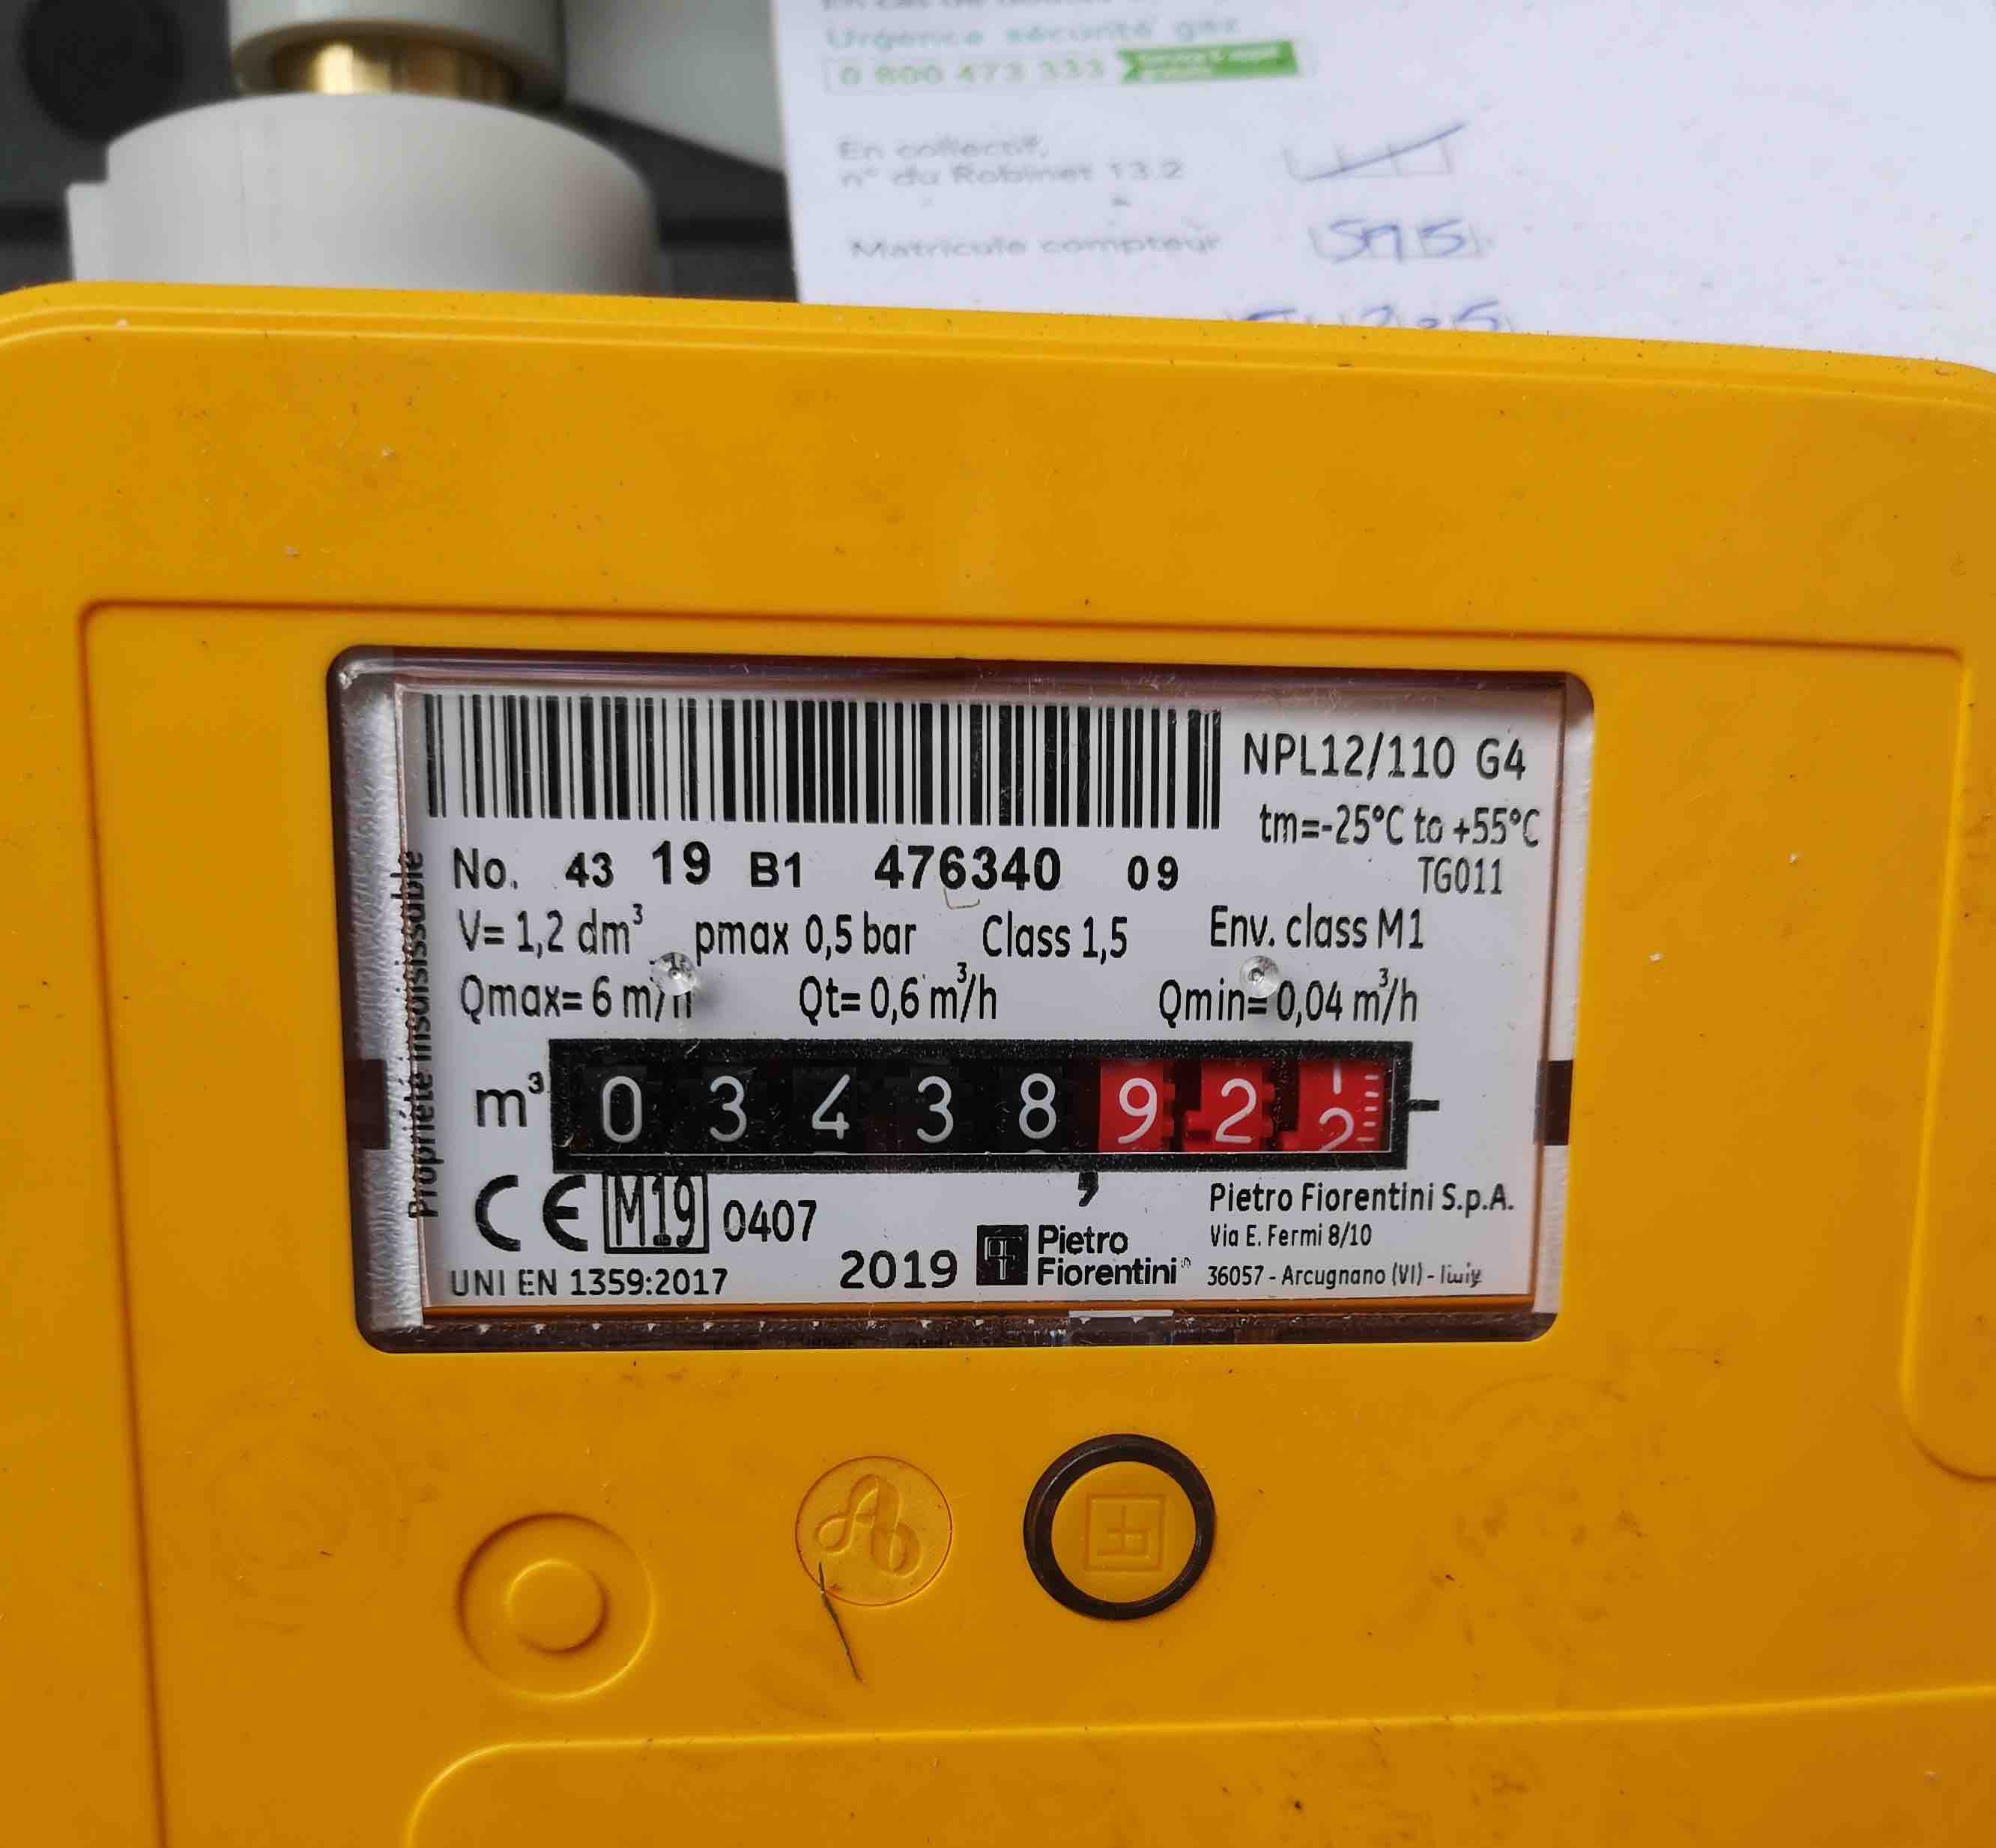 Urgence sécurité gaz
0 800 473 333
En collectif,
n° du Robinet 13.2
Matricule compteur 595
NPL12/110 G4
tm=-25°C to +55°C
No. 43 19 B1 476340 09 TG011
V= 1,2 dm³ pmax 0,5 bar Class 1,5 Env. class M1
Qmax= 6 m³/h Qt= 0,6 m³/h Qmin= 0,04 m³/h
Propriété insaisissable
m³ 0 3 4 3 8 , 9 2 2
CE M19 0407
UNI EN 1359:2017
2019
Pietro
Fiorentini
Pietro Fiorentini S.p.A.
Via E. Fermi 8/10
36057 - Arcugnano (VI) - Italy